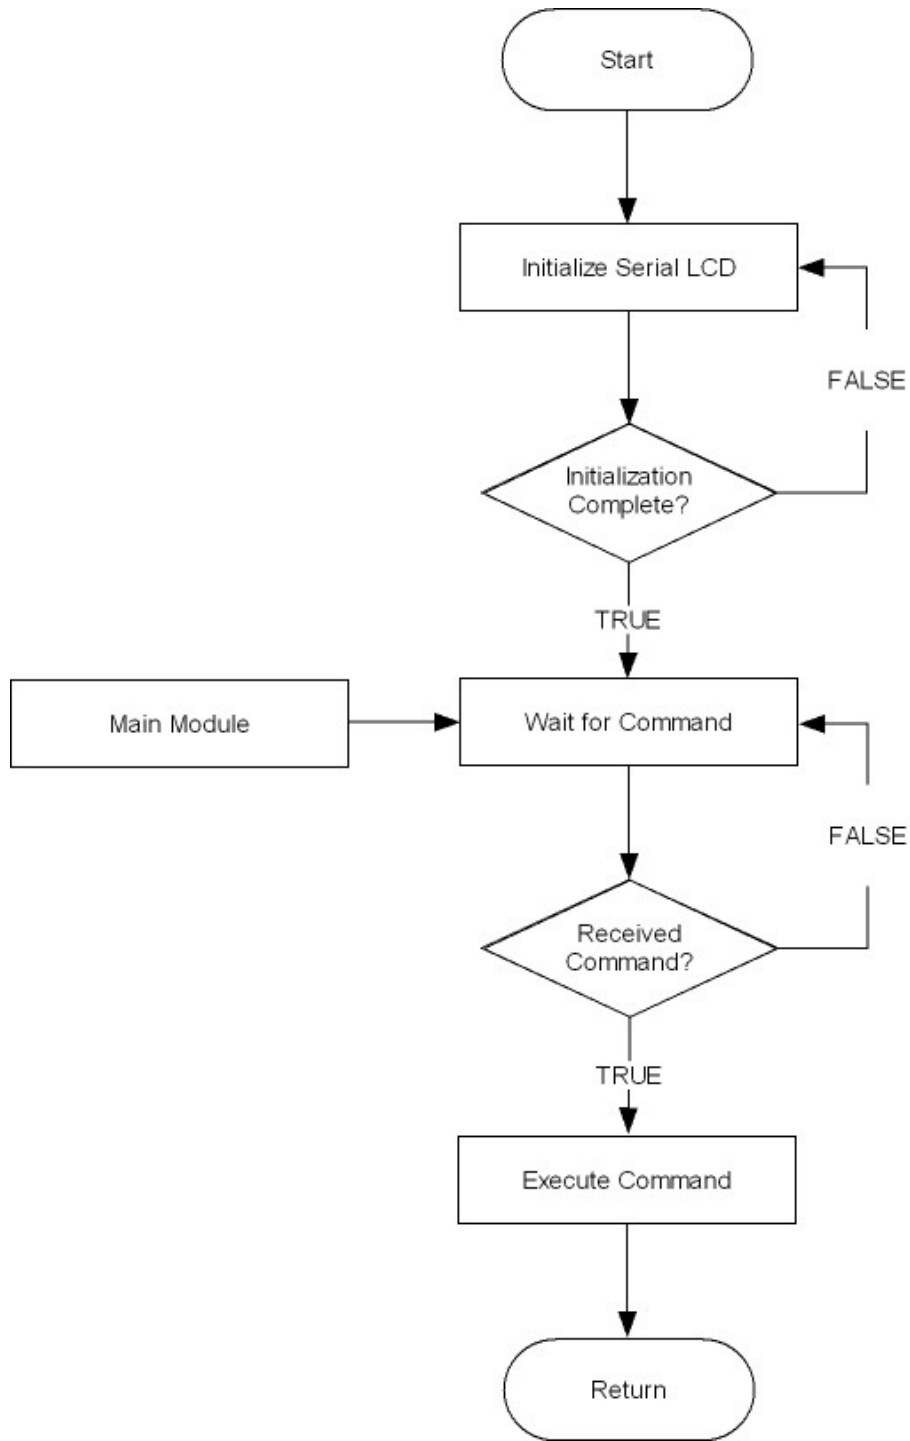 Start
Initialize Serial LCD
FALSE
Initialization
Complete?
TRUE
Main Module
Wait for Command
FALSE
Received
Command?
TRUE
Execute Command
Return